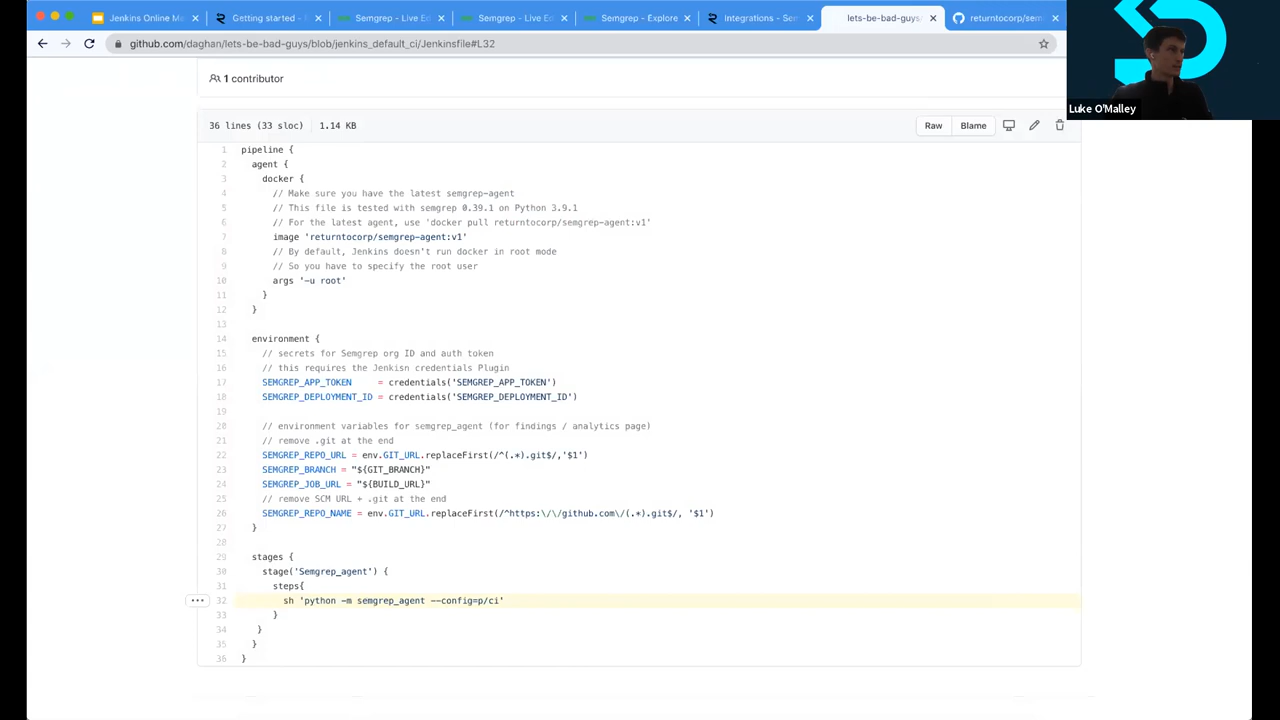 Jenkins Online M
Getting started -
Semgrep - Live Ed
Semgrep - Live Ed
Semgrep - Explore
Integrations - Sem
lets-be-bad-guys/
returntocorp/sem
github.com/daghan/lets-be-bad-guys/blob/jenkins_default_ci/Jenkinsfile#L32
Luke O'Malley
1 contributor
36 lines (33 sloc) 1.14 KB
Raw Blame
1 pipeline {
2 agent {
3 docker {
4 // Make sure you have the latest semgrep-agent
5 // This file is tested with semgrep 0.39.1 on Python 3.9.1
6 // For the latest agent, use 'docker pull returntocorp/semgrep-agent:v1'
7 image 'returntocorp/semgrep-agent:v1'
8 // By default, Jenkins doesn't run docker in root mode
9 // So you have to specify the root user
10 args '-u root'
11 }
12 }
13
14 environment {
15 // secrets for Semgrep org ID and auth token
16 // this requires the Jenkisn credentials Plugin
17 SEMGREP_APP_TOKEN = credentials('SEMGREP_APP_TOKEN')
18 SEMGREP_DEPLOYMENT_ID = credentials('SEMGREP_DEPLOYMENT_ID')
19
20 // environment variables for semgrep_agent (for findings / analytics page)
21 // remove .git at the end
22 SEMGREP_REPO_URL = env.GIT_URL.replaceFirst(/^(.*).git$/,'$1')
23 SEMGREP_BRANCH = "${GIT_BRANCH}"
24 SEMGREP_JOB_URL = "${BUILD_URL}"
25 // remove SCM URL + .git at the end
26 SEMGREP_REPO_NAME = env.GIT_URL.replaceFirst(/^https:\/\/github.com\/(.*).git$/, '$1')
27 }
28
29 stages {
30 stage('Semgrep_agent') {
31 steps{
32 sh 'python -m semgrep_agent --config=p/ci'
33 }
34 }
35 }
36 }